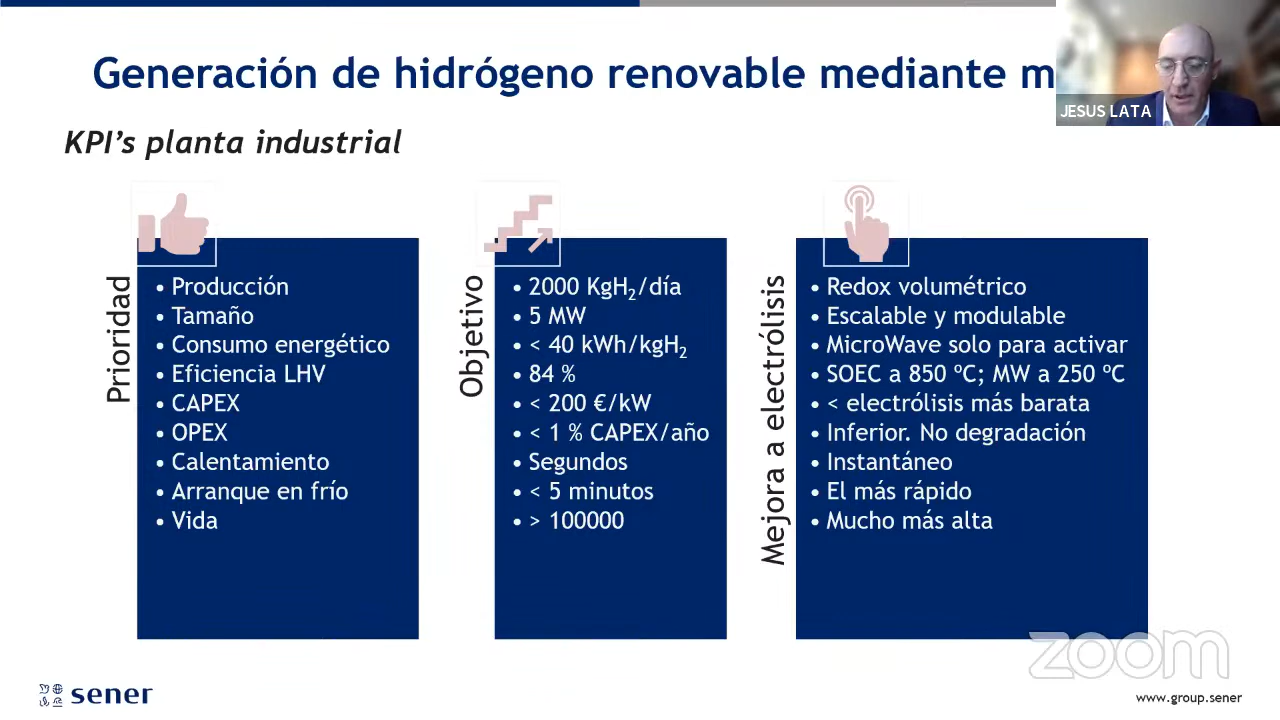 Generación de hidrógeno renovable mediante m
JESUS LATA
KPI’s planta industrial
Prioridad
• Producción
• Tamaño
• Consumo energético
• Eficiencia LHV
• CAPEX
• OPEX
• Calentamiento
• Arranque en frío
• Vida
Objetivo
• 2000 KgH₂/día
• 5 MW
• < 40 kWh/kgH₂
• 84 %
• < 200 €/kW
• < 1 % CAPEX/año
• Segundos
• < 5 minutos
• > 100000
Mejora a electrólisis
• Redox volumétrico
• Escalable y modulable
• MicroWave solo para activar
• SOEC a 850 ºC; MW a 250 ºC
• < electrólisis más barata
• Inferior. No degradación
• Instantáneo
• El más rápido
• Mucho más alta
zoom
sener
www.group.sener